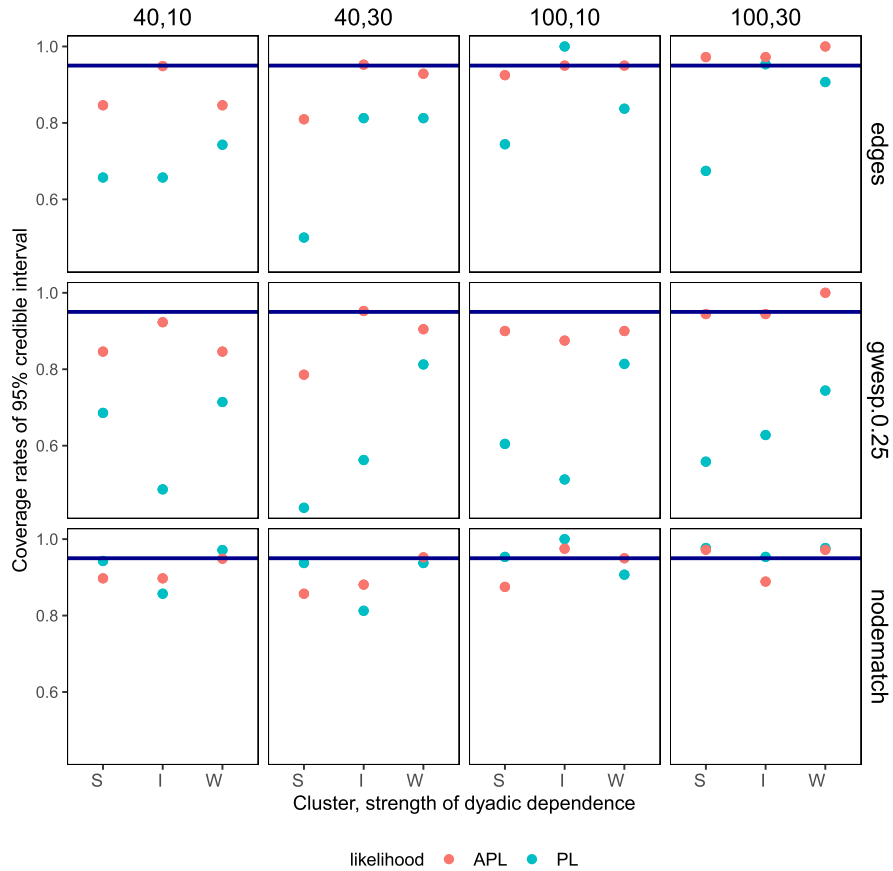 40,10
40,30
100,10
100,30
1.0
0.8
0.6
edges
1.0
0.8
0.6
gwesp.0.25
1.0
0.8
0.6
nodematch
Coverage rates of 95% credible interval
S I W
S I W
S I W
S I W
Cluster, strength of dyadic dependence
likelihood APL PL